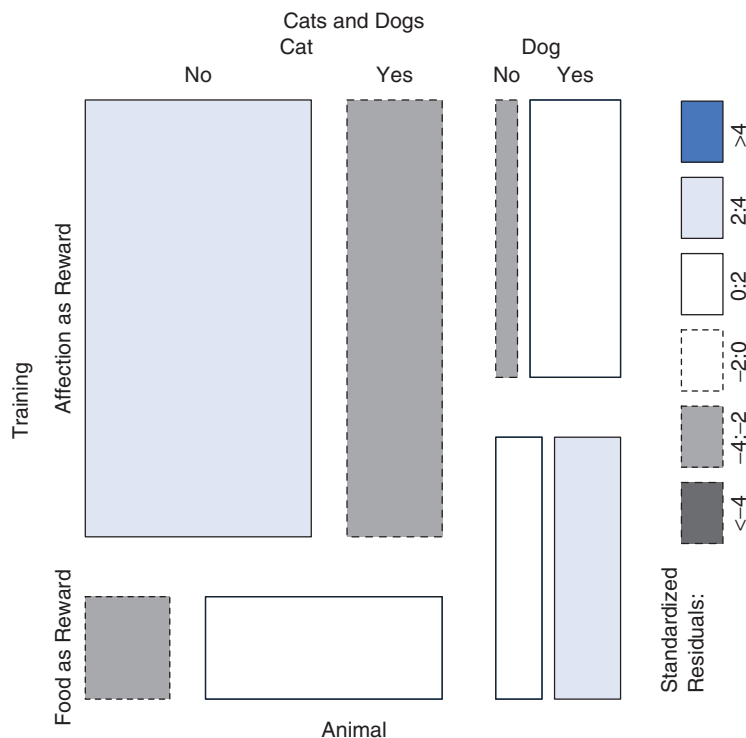 Cats and Dogs
Cat Dog
No Yes No Yes
Training
Affection as Reward
Food as Reward
Animal
Standardized
Residuals:
<−4
−4:−2
−2:0
0:2
2:4
>4